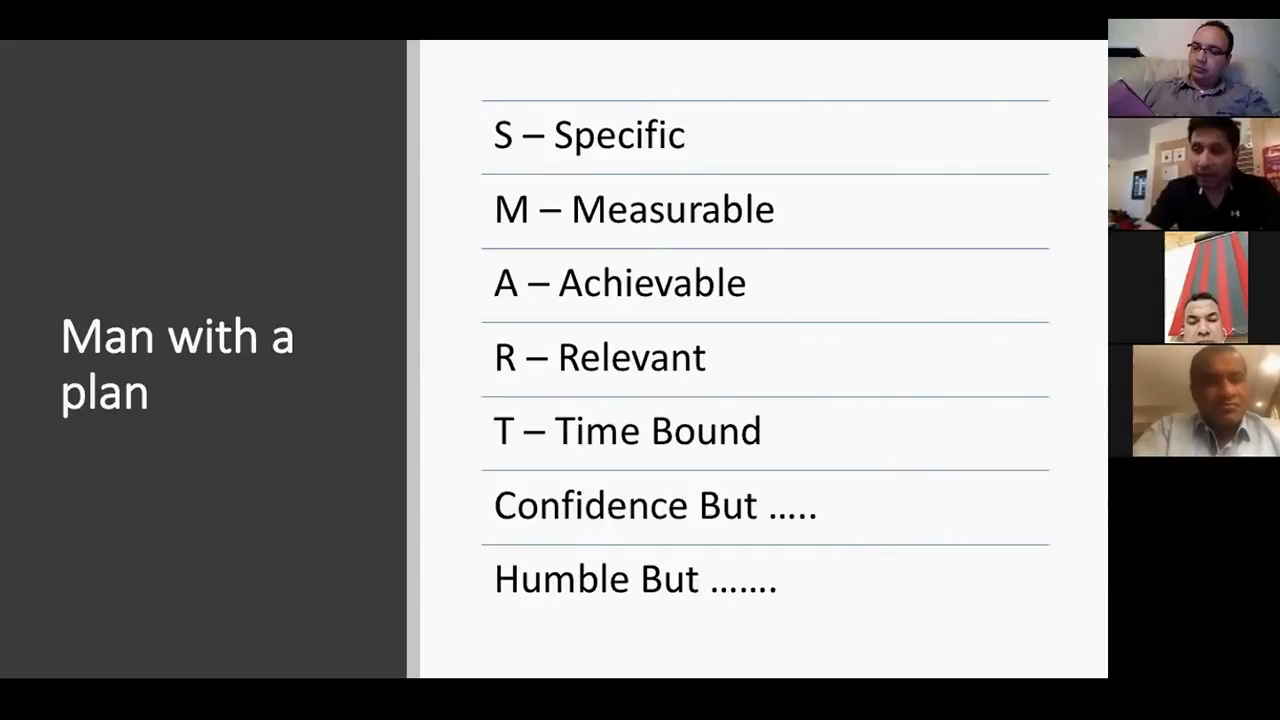 Man with a
plan
S – Specific
M – Measurable
A – Achievable
R – Relevant
T – Time Bound
Confidence But …..
Humble But …….